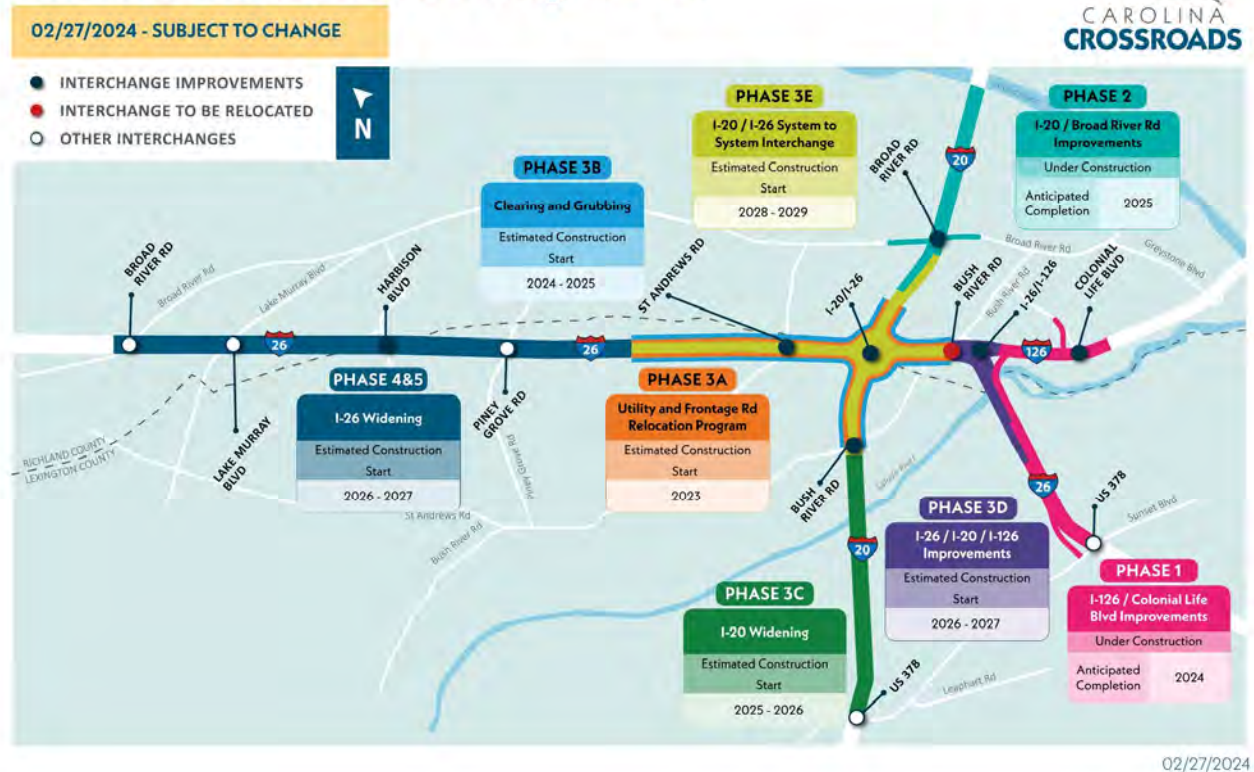 02/27/2024 - SUBJECT TO CHANGE
CAROLINA
CROSSROADS
INTERCHANGE IMPROVEMENTS
INTERCHANGE TO BE RELOCATED
OTHER INTERCHANGES
N
PHASE 3E
I-20 / I-26 System to
System Interchange
Estimated Construction
Start
2028 - 2029
PHASE 2
I-20 / Broad River Rd
Improvements
Under Construction
Anticipated
Completion
2025
PHASE 3B
Clearing and Grubbing
Estimated Construction
Start
2024 - 2025
BROAD
RIVER RD
20
Broad River Rd
Greystone Blvd
BROAD
RIVER RD
Broad River Rd
Lake Murray Blvd
HARBISON
BLVD
ST ANDREWS RD
I-20/I-26
BUSH
RIVER RD
Bush River Rd
I-26/I-126
COLONIAL
LIFE BLVD
26
26
126
PHASE 4&5
I-26 Widening
Estimated Construction
Start
2026 - 2027
PHASE 3A
Utility and Frontage Rd
Relocation Program
Estimated Construction
Start
2023
LAKE MURRAY
BLVD
PINEY
GROVE RD
Piney Grove Rd
RICHLAND COUNTY
LEXINGTON COUNTY
St Andrews Rd
Bush River Rd
BUSH
RIVER RD
26
US 378
Sunset Blvd
20
PHASE 3D
I-26 / I-20 / I-126
Improvements
Estimated Construction
Start
2026 - 2027
PHASE 1
I-126 / Colonial Life
Blvd Improvements
Under Construction
Anticipated
Completion
2024
PHASE 3C
I-20 Widening
Estimated Construction
Start
2025 - 2026
US 378
Leaphart Rd
02/27/2024